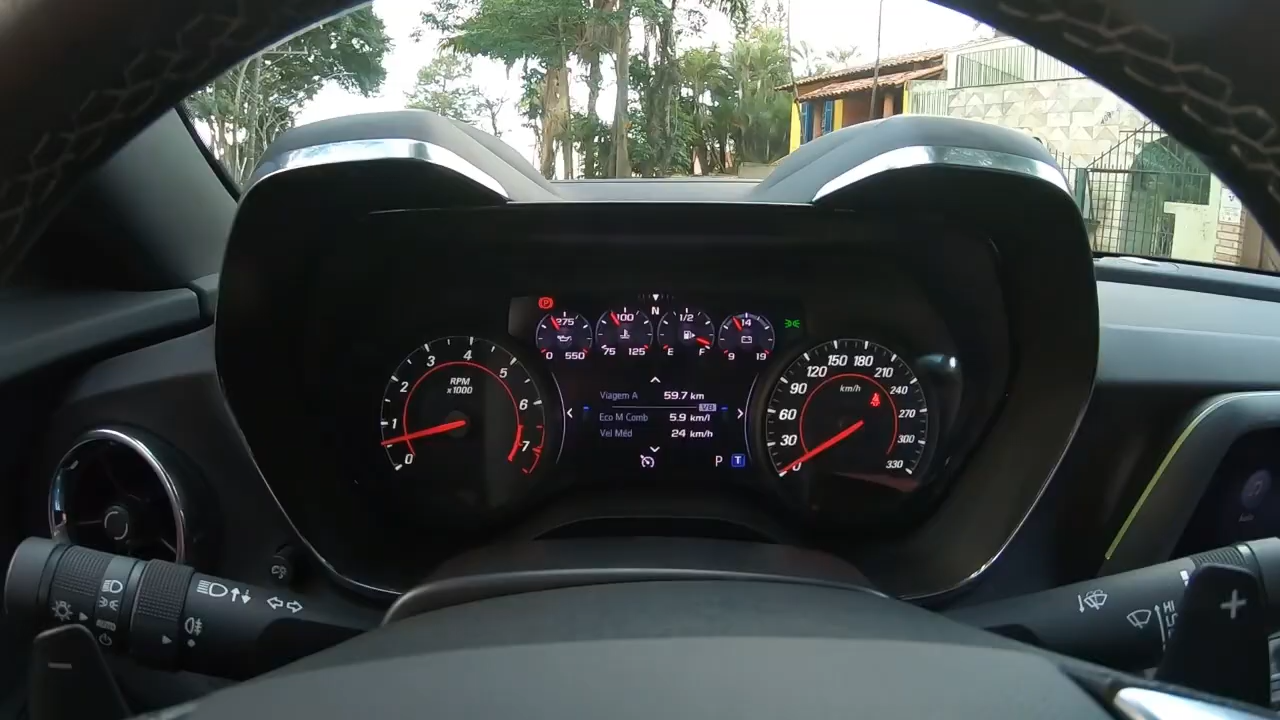 P
N
275
0 550
100
75 125
1/2
E F
14
9 19
RPM
x1000
0
1
2
3
4
5
6
7
Viagem A 59.7 km
V8
Eco M Comb 5.9 km/l
Vel Méd 24 km/h
P T
km/h
0
30
60
90
120
150
180
210
240
270
300
330
AUTO
HI
-
+